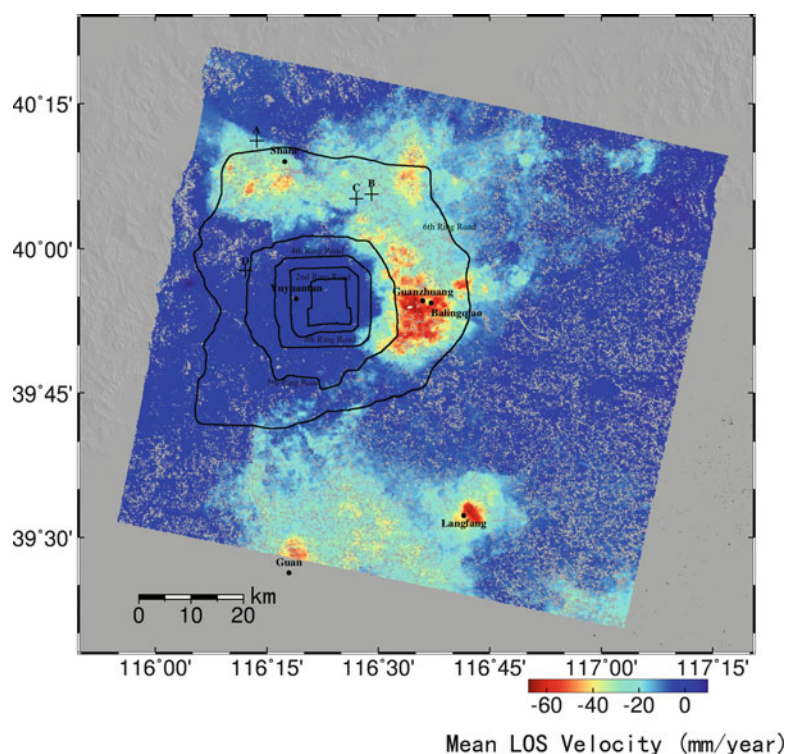 40°15'
40°00'
39°45'
39°30'
A
Shahe
C
B
6th Ring Road
D
4th Ring Road
2nd Ring Road
Yuyuantan
Guanzhuang
Balingqiao
5th Ring Road
Langfang
Guan
km
0 10 20
116°00' 116°15' 116°30' 116°45' 117°00' 117°15'
-60 -40 -20 0
Mean LOS Velocity (mm/year)